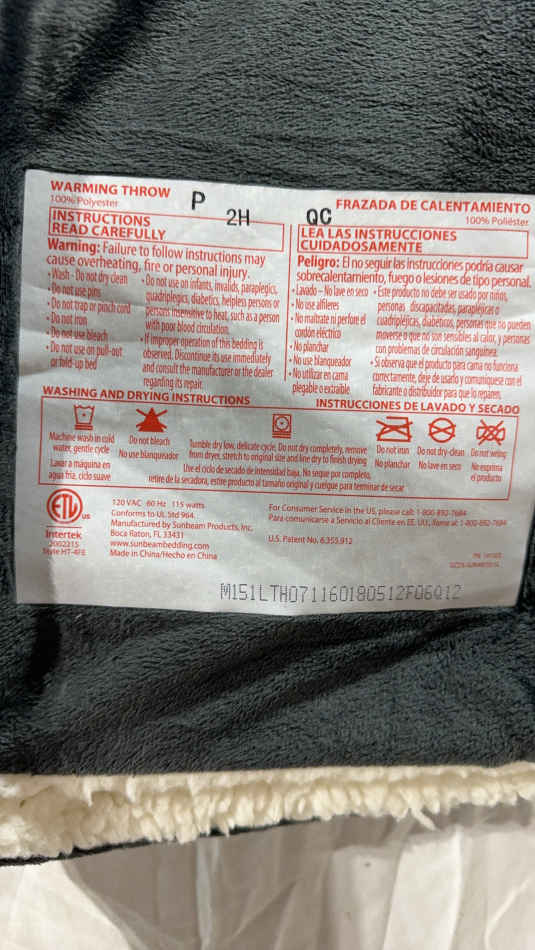 WARMING THROW
100% Polyester
P
2H
QC
FRAZADA DE CALENTAMIENTO
100% Poliéster
INSTRUCTIONS
READ CAREFULLY
Warning: Failure to follow instructions may
cause overheating, fire or personal injury.
• Wash - Do not dry clean
• Do not use pins
• Do not trap or pinch cord
• Do not iron
• Do not use bleach
• Do not use on pull-out
or fold-up bed
• Do not use on infants, invalids, paraplegics,
quadriplegics, diabetics, helpless persons or
persons insensitive to heat, such as a person
with poor blood circulation.
• If improper operation of this bedding is
observed. Discontinue its use immediately
and consult the manufacturer or the dealer
regarding its repair.
LEA LAS INSTRUCCIONES
CUIDADOSAMENTE
Peligro: El no seguir las instrucciones podría causar
sobrecalentamiento, fuego o lesiones de tipo personal.
• Lavado – No lave en seco
• No use alfileres
• No maltrate ni perfore el
cordón eléctrico
• No planchar
• No use blanqueador
• No utilizar en cama
plegable o extraible
• Este producto no debe ser usado por niños,
personas discapacitadas, parapléjicas o
cuadripléjicas, diabéticos, personas que no pueden
moverse o que no son sensibles al calor, y personas
con problemas de circulación sanguínea.
• Si observa que el producto para cama no funciona
correctamente, deje de usarlo y comuníquese con el
fabricante o distribuidor para que lo reparen.
WASHING AND DRYING INSTRUCTIONS
INSTRUCCIONES DE LAVADO Y SECADO
Machine wash in cold
water, gentle cycle
Lavar a máquina en
agua fría, ciclo suave
Do not bleach
No use blanqueador
Tumble dry low, delicate cycle. Do not dry completely, remove
from dryer, stretch to original size and line dry to finish drying
Use el ciclo de secado de intensidad baja. No seque por completo,
retire de la secadora, estire producto al tamaño original y cuelgue para terminar de secar
Do not iron
No planchar
Do not dry-clean
No lave en seco
Do not wring
No exprima
el producto
ETL
us
Intertek
2002215
Style HT-4FE
120 VAC 60 Hz 115 watts
Conforms to UL Std 964.
Manufactured by Sunbeam Products, Inc.
Boca Raton, FL 33431
www.sunbeambedding.com
Made in China/Hecho en China
For Consumer Service in the US, please call: 1-800-892-7684
Para comunicarse a Servicio al Cliente en EE. UU., llame al: 1-800-892-7684
U.S. Patent No. 6,355,912
M151LTH071160180512F06Q12